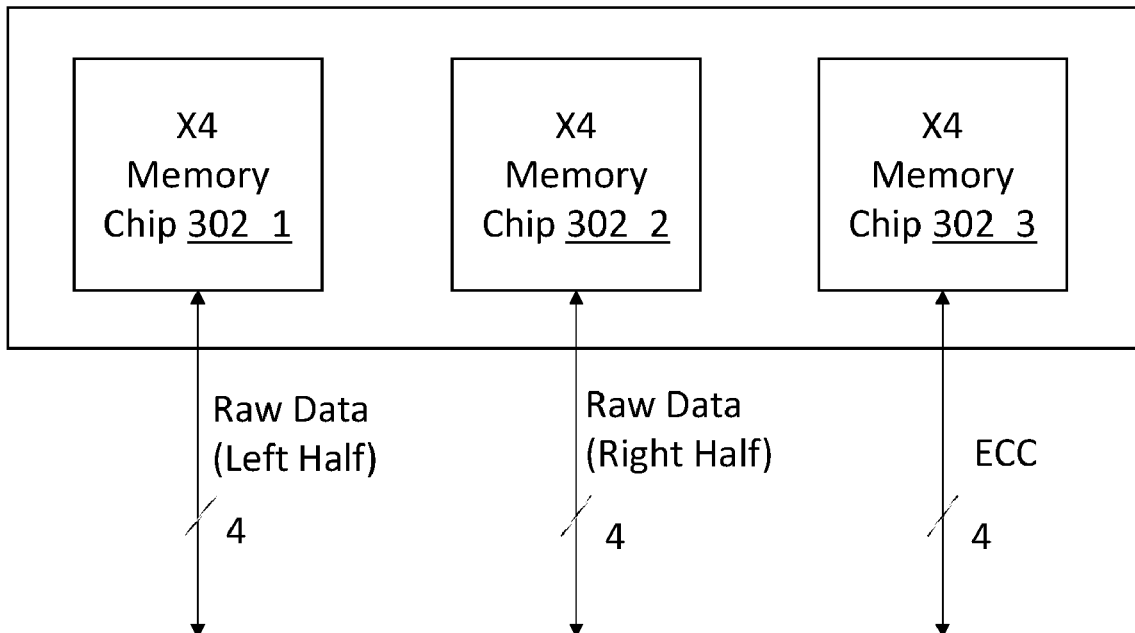 X4
Memory
Chip 302_1
X4
Memory
Chip 302_2
X4
Memory
Chip 302_3
Raw Data
(Left Half)
4
Raw Data
(Right Half)
4
ECC
4